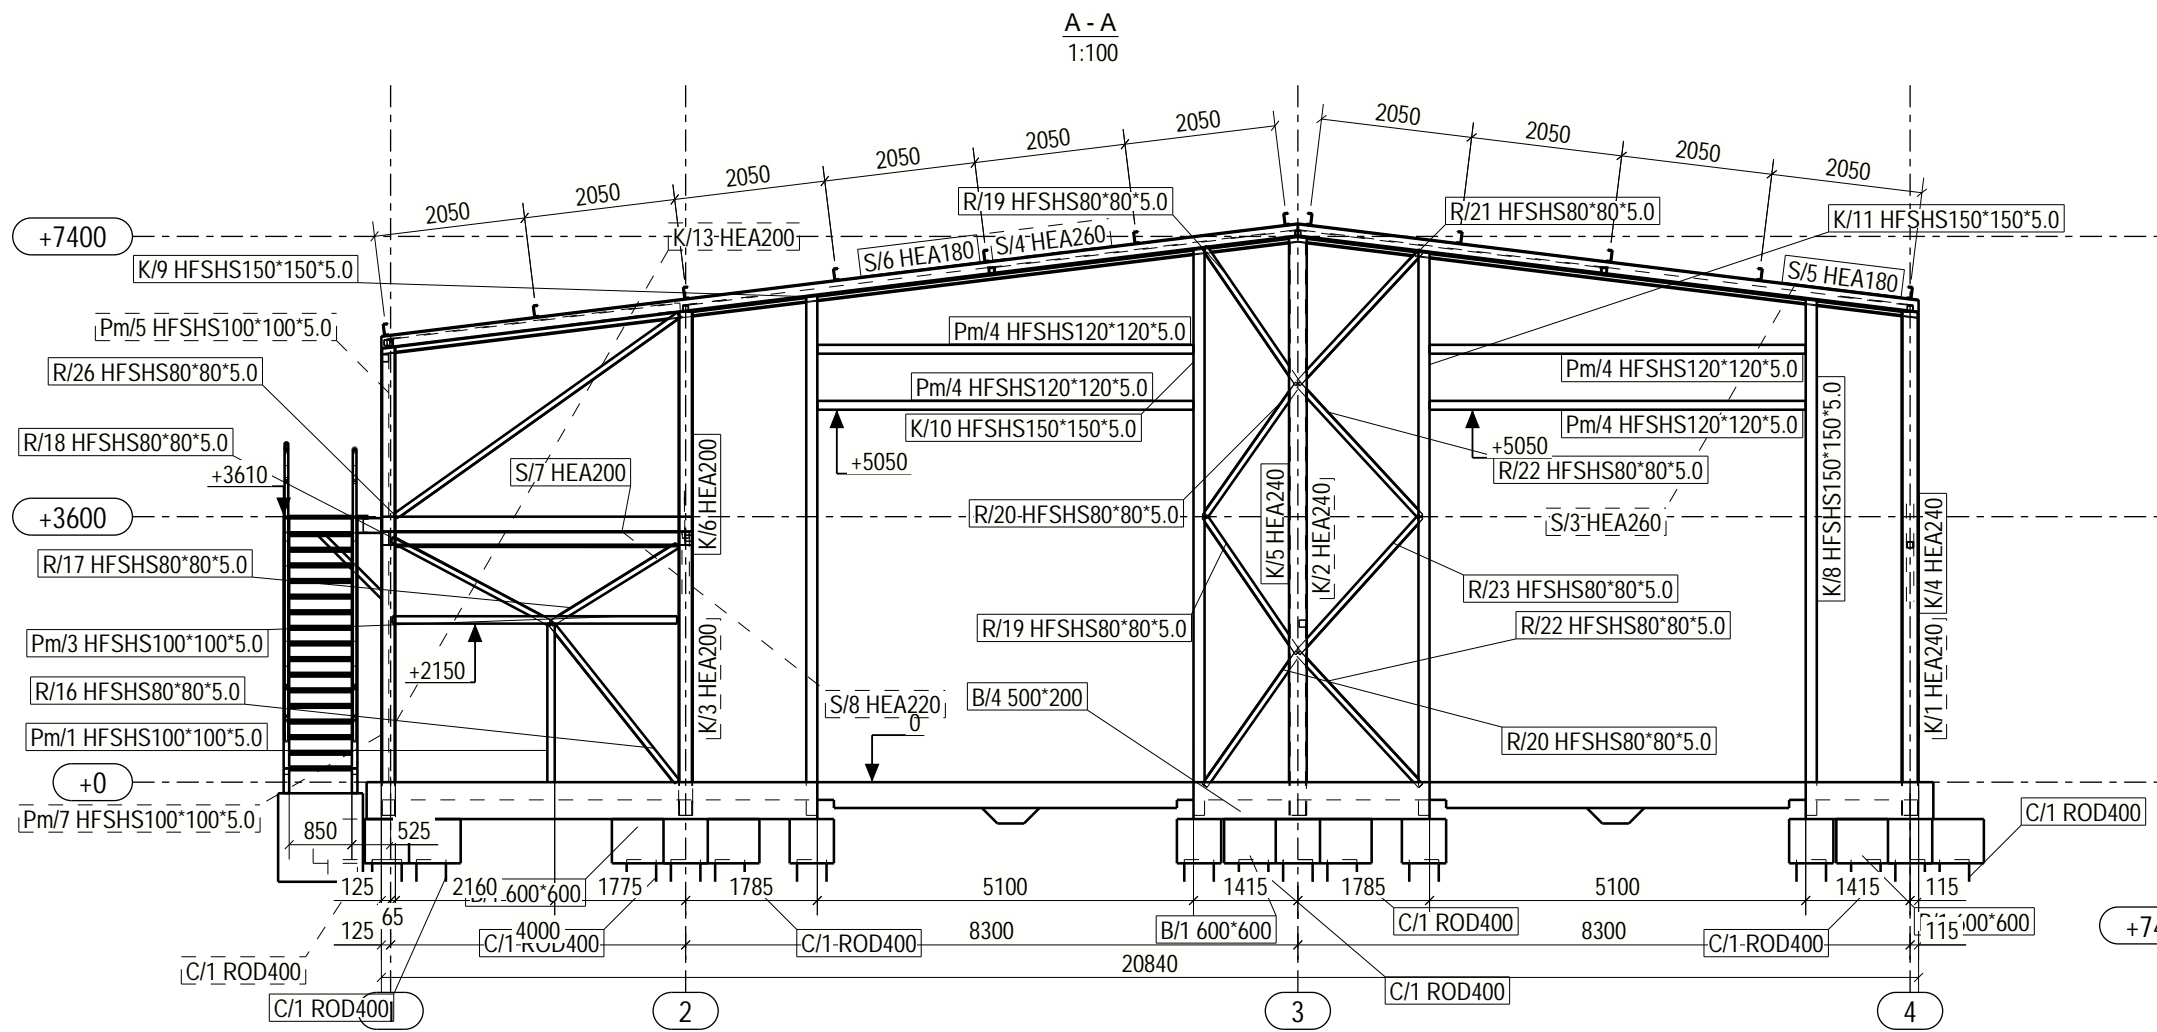 A - A
1:100
2050
2050
2050
2050
2050
2050
2050
2050
2050
2050
+7400
K/13 HEA200
R/19 HFSHS80*80*5.0
R/21 HFSHS80*80*5.0
K/11 HFSHS150*150*5.0
S/6 HEA180
S/4 HEA260
K/9 HFSHS150*150*5.0
S/5 HEA180
Pm/5 HFSHS100*100*5.0
Pm/4 HFSHS120*120*5.0
R/26 HFSHS80*80*5.0
Pm/4 HFSHS120*120*5.0
Pm/4 HFSHS120*120*5.0
K/10 HFSHS150*150*5.0
Pm/4 HFSHS120*120*5.0
R/18 HFSHS80*80*5.0
+3610
S/7 HEA200
K/6 HEA200
+5050
+5050
R/22 HFSHS80*80*5.0
K/8 HFSHS150*150*5.0
+3600
R/20 HFSHS80*80*5.0
K/5 HEA240
K/2 HEA240
S/3 HEA260
K/4 HEA240
R/17 HFSHS80*80*5.0
R/23 HFSHS80*80*5.0
Pm/3 HFSHS100*100*5.0
R/19 HFSHS80*80*5.0
R/22 HFSHS80*80*5.0
+2150
K/3 HEA200
K/1 HEA240
R/16 HFSHS80*80*5.0
S/8 HEA220
B/4 500*200
0
Pm/1 HFSHS100*100*5.0
R/20 HFSHS80*80*5.0
+0
Pm/7 HFSHS100*100*5.0
850
525
C/1 ROD400
125
65
2160
1775
1785
5100
1415
1785
5100
1415
115
600*600
125
4000
8300
8300
115
C/1 ROD400
C/1 ROD400
B/1 600*600
C/1 ROD400
C/1 ROD400
C/1 ROD400
20840
C/1 ROD400
C/1 ROD400
2
3
4